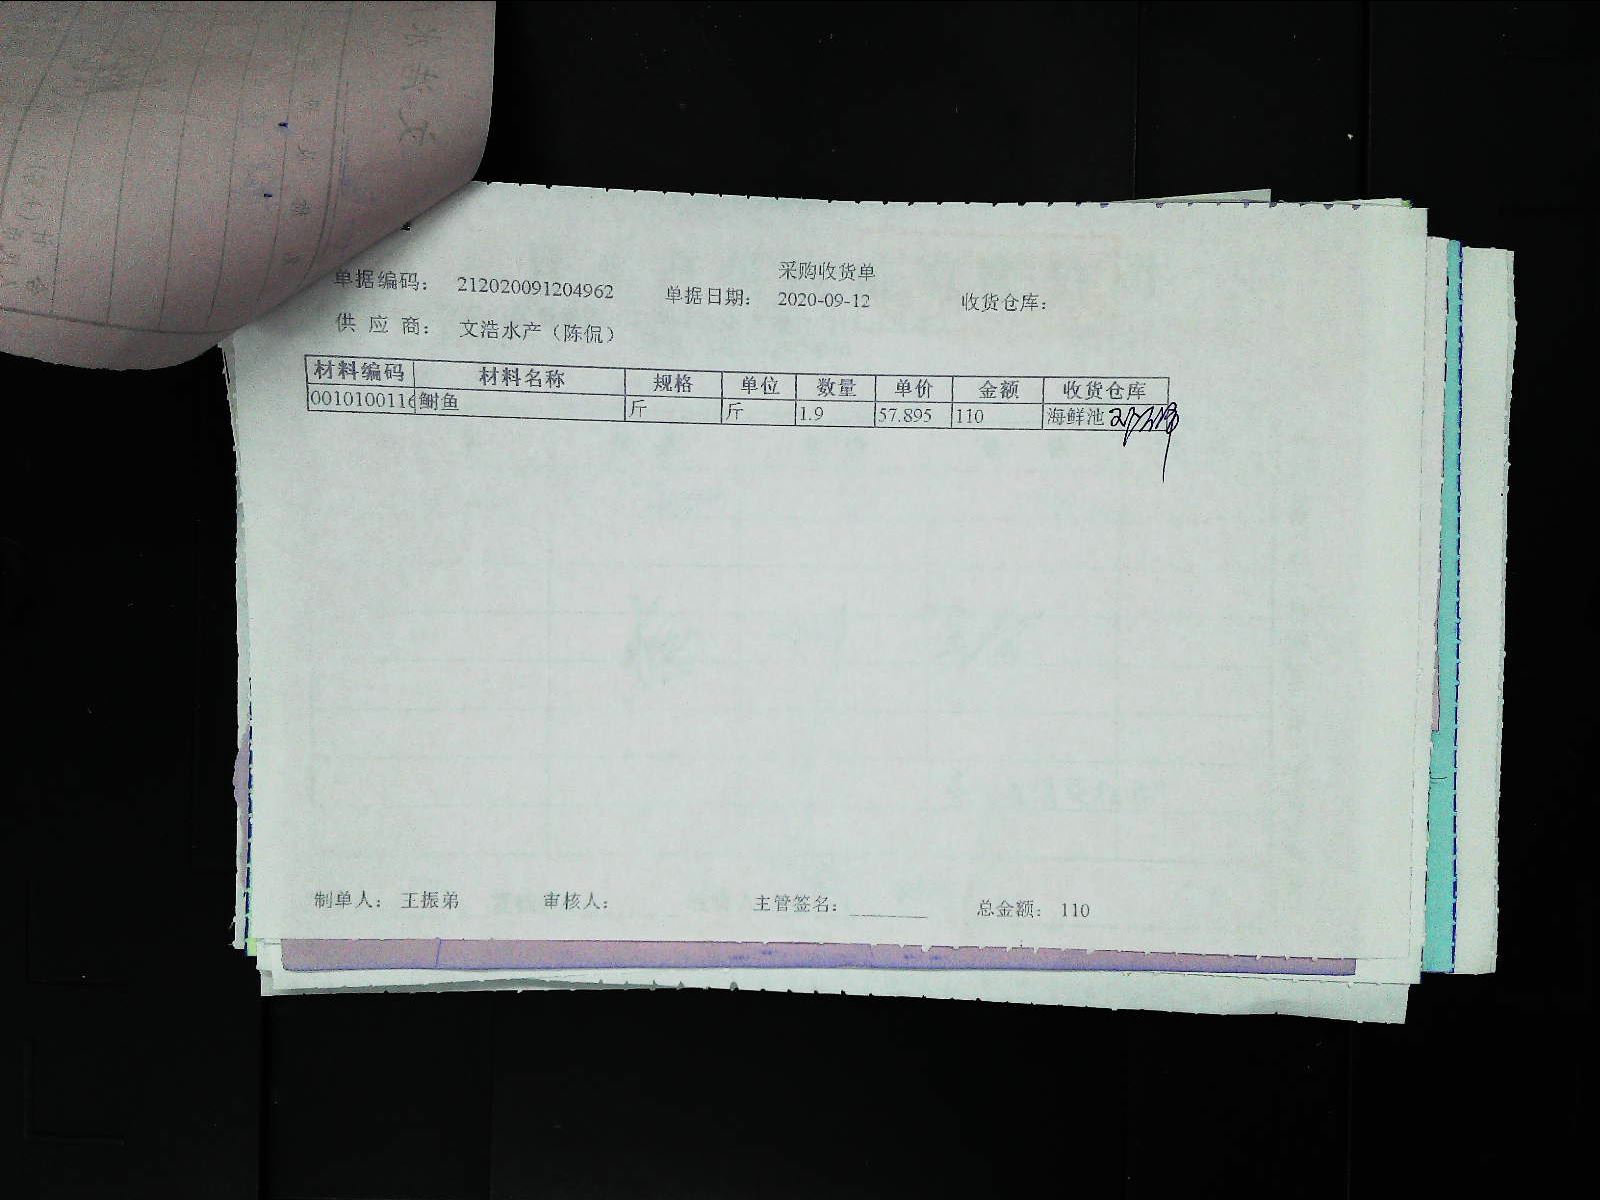 采购收货单
单据编码： 212020091204962 单据日期： 2020-09-12 收货仓库：
供 应 商： 文浩水产（陈侃）
材料编码 材料名称 规格 单位 数量 单价 金额 收货仓库
0010100116 鲥鱼 斤 斤 1.9 57.895 110 海鲜池
制单人： 王振弟 审核人： 主管签名：________ 总金额： 110